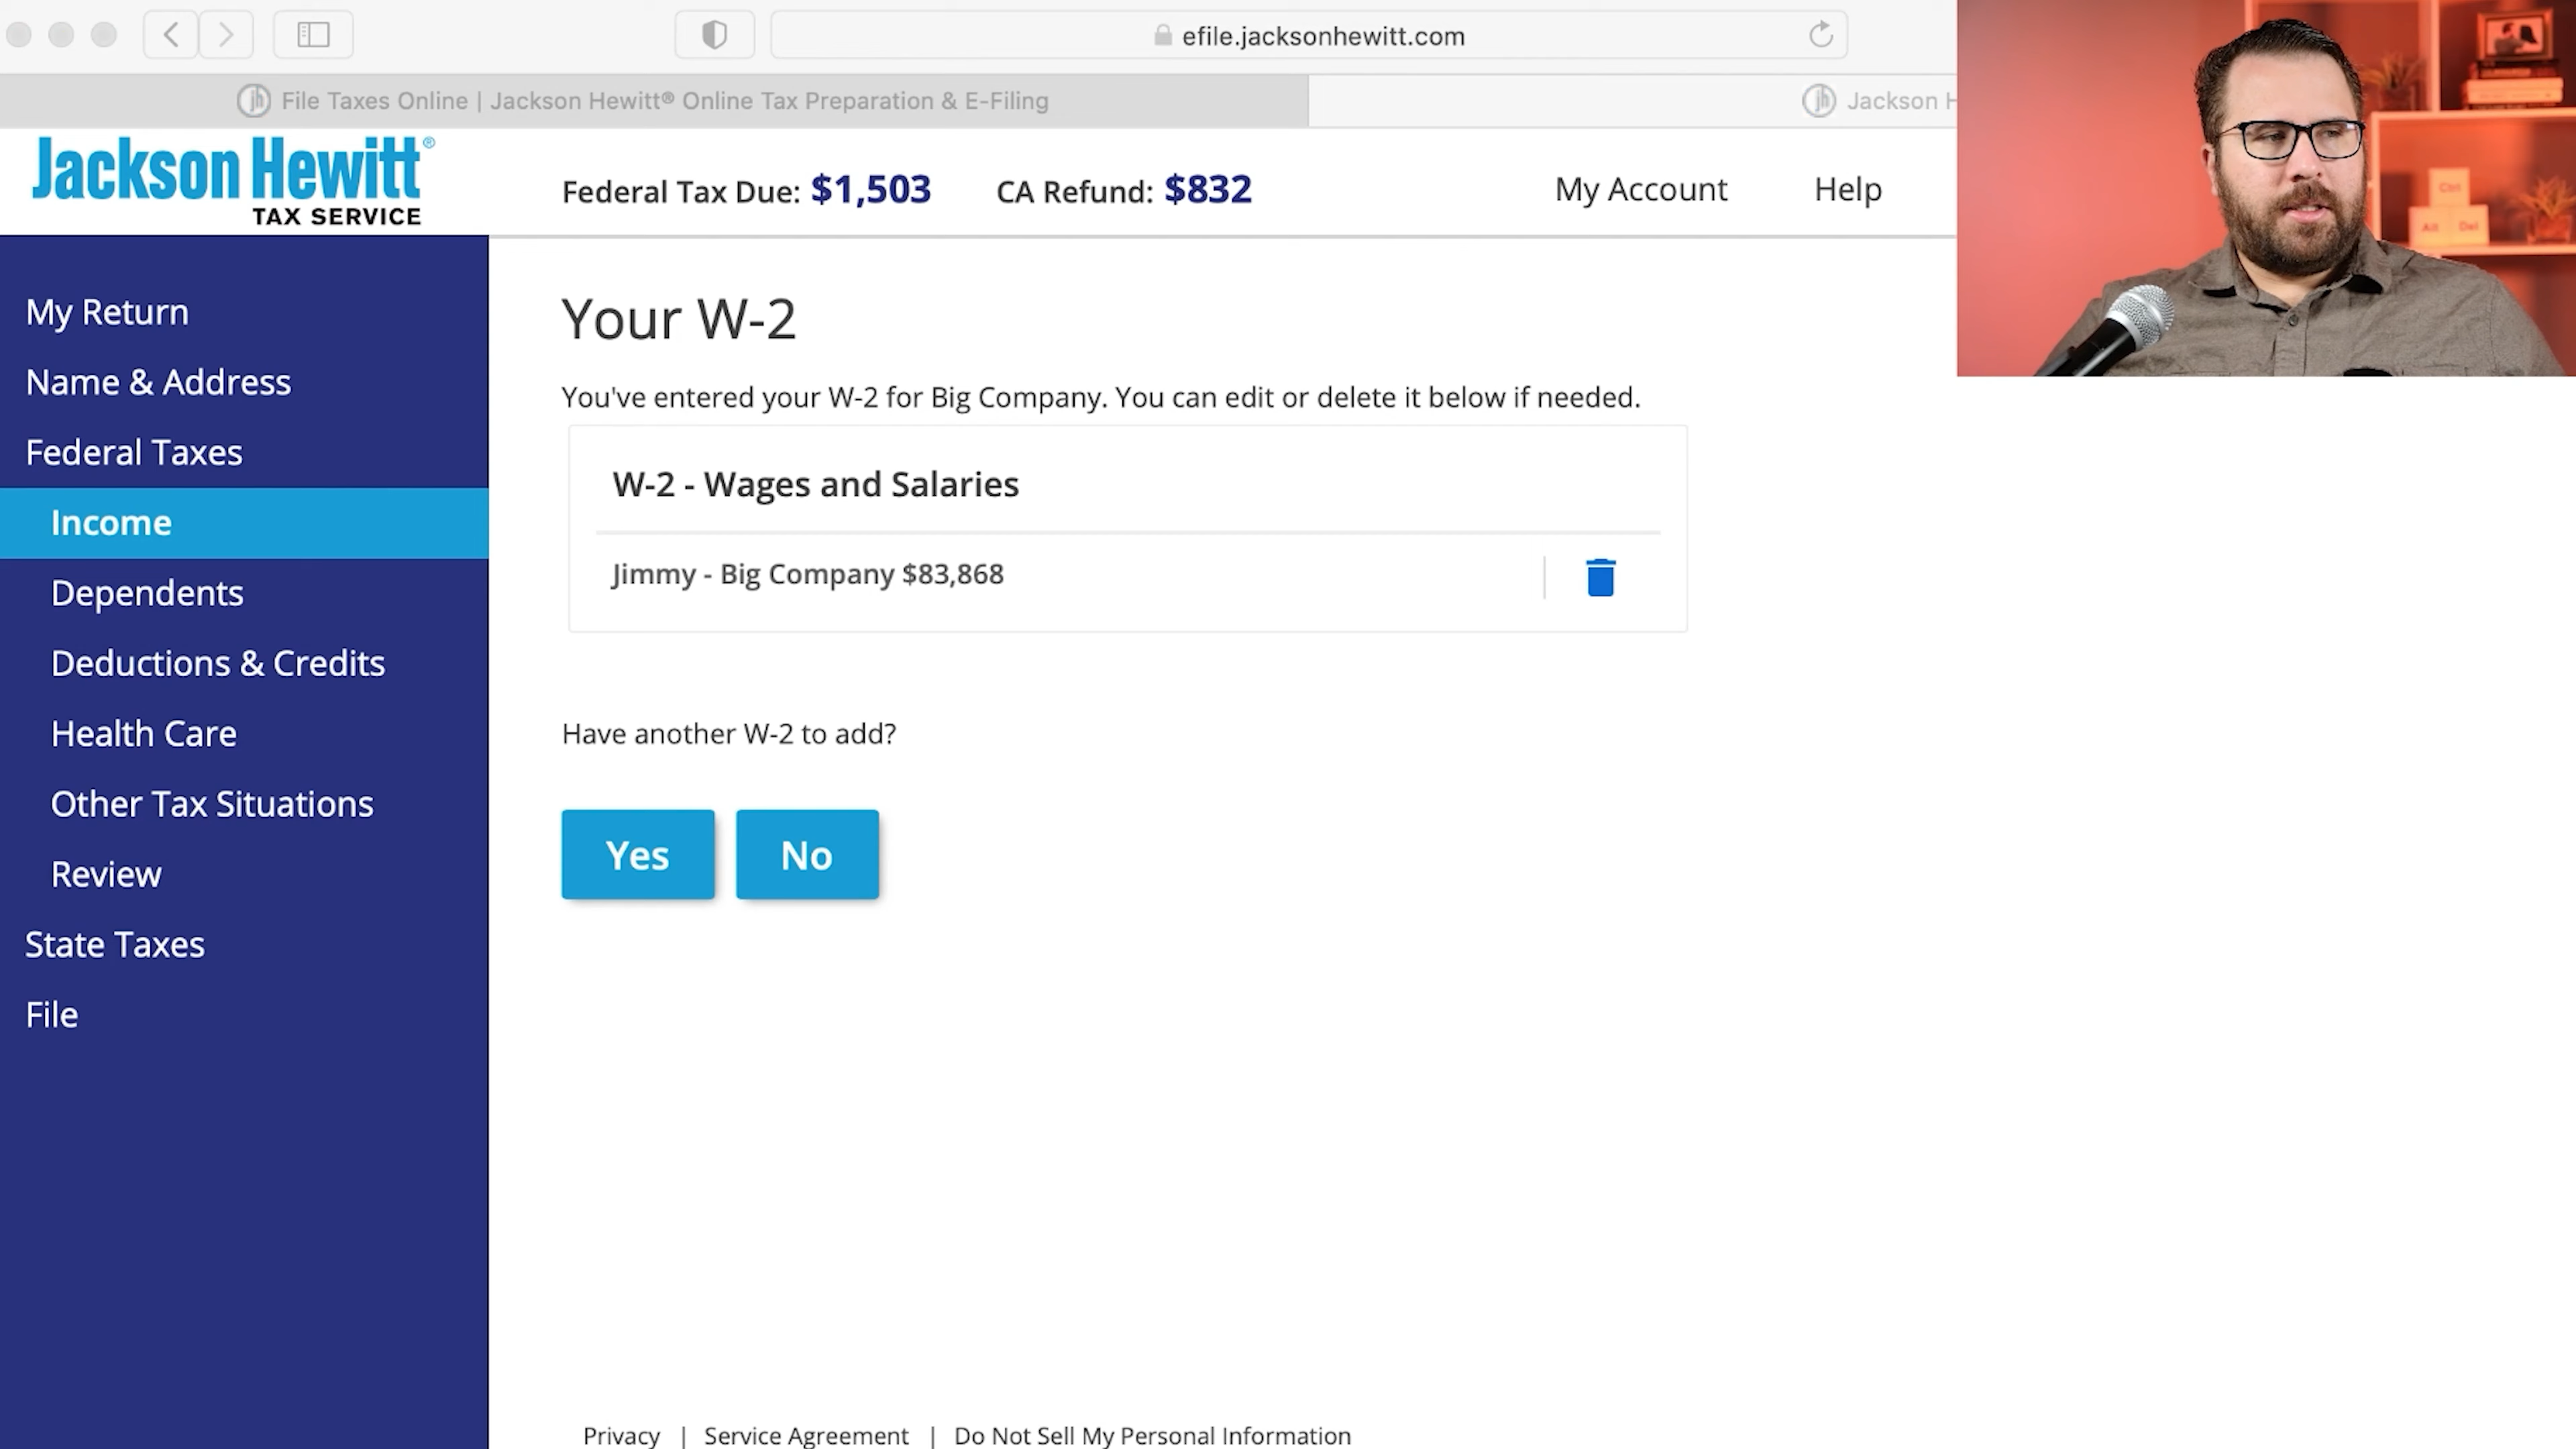 efile.jacksonhewitt.com
File Taxes Online | Jackson Hewitt® Online Tax Preparation & E-Filing
Jackson H
Jackson Hewitt®
TAX SERVICE
Federal Tax Due: $1,503
CA Refund: $832
My Account
Help
My Return
Name & Address
Federal Taxes
Income
Dependents
Deductions & Credits
Health Care
Other Tax Situations
Review
State Taxes
File
Your W-2
You've entered your W-2 for Big Company. You can edit or delete it below if needed.
W-2 - Wages and Salaries
Jimmy - Big Company $83,868
Have another W-2 to add?
Yes
No
Privacy | Service Agreement | Do Not Sell My Personal Information
Ctrl
Alt
Del